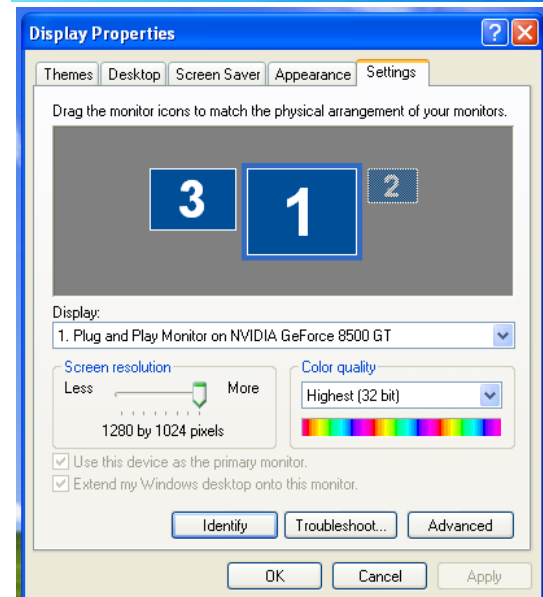 Display Properties
Themes Desktop Screen Saver Appearance Settings
Drag the monitor icons to match the physical arrangement of your monitors.
3 1 2
Display:
1. Plug and Play Monitor on NVIDIA GeForce 8500 GT
Screen resolution Color quality
Less More Highest (32 bit)
1280 by 1024 pixels
Use this device as the primary monitor.
Extend my Windows desktop onto this monitor.
Identify Troubleshoot... Advanced
OK Cancel Apply